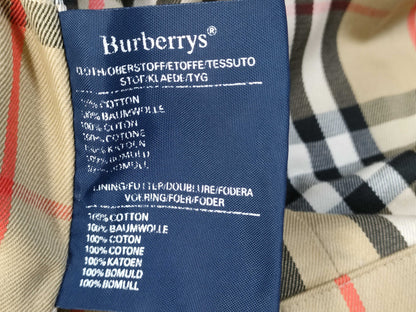 Burberrys®
CLOTH/OBERSTOFF/ETOFFE/TESSUTO
STOF/KLAEDE/TYG
100% COTTON
100% BAUMWOLLE
100% COTON
100% COTONE
100% KATOEN
100% BOMULD
100% BOMULL
LINING/FUTTER/DOUBLURE/FODERA
VOERING/FOER/FODER
100% COTTON
100% BAUMWOLLE
100% COTON
100% COTONE
100% KATOEN
100% BOMULD
100% BOMULL